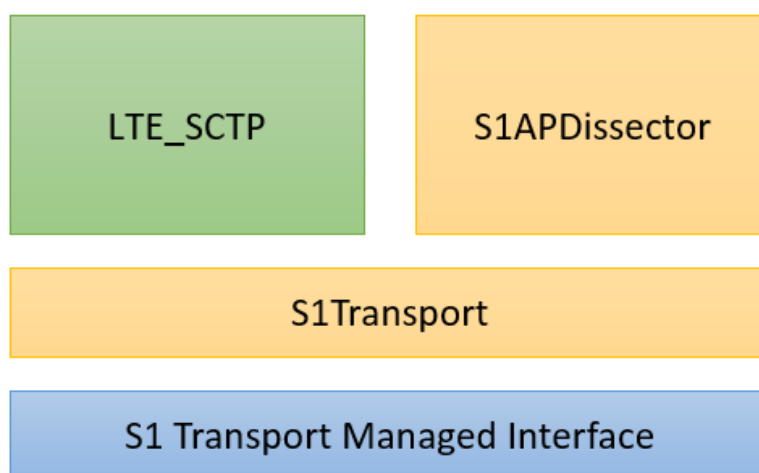 LTE_SCTP
S1APDissector
S1Transport
S1 Transport Managed Interface